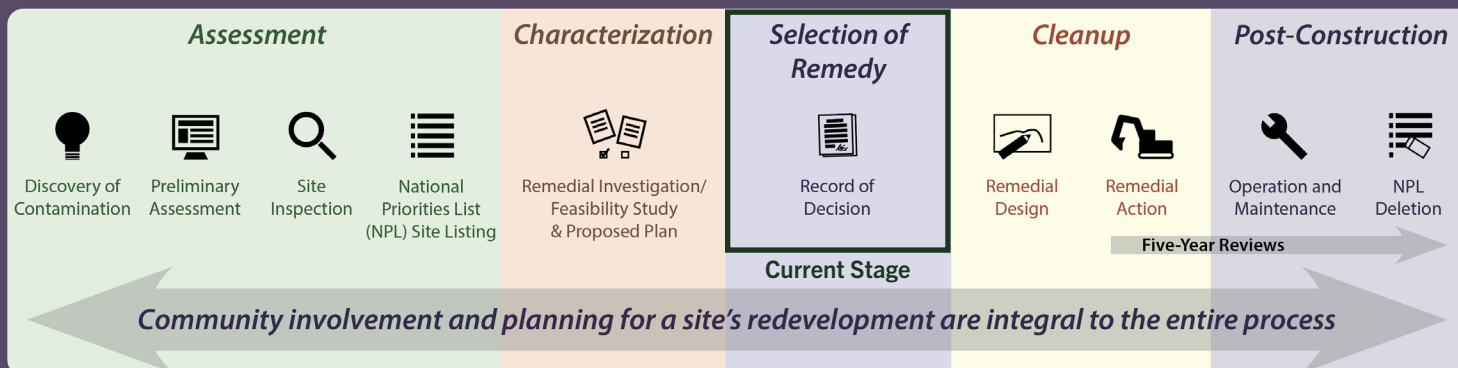 Assessment
Characterization
Selection of
Remedy
Cleanup
Post-Construction
Discovery of
Contamination
Preliminary
Assessment
Site
Inspection
National
Priorities List
(NPL) Site Listing
Remedial Investigation/
Feasibility Study
& Proposed Plan
Record of
Decision
Remedial
Design
Remedial
Action
Operation and
Maintenance
NPL
Deletion
Five-Year Reviews
Current Stage
Community involvement and planning for a site's redevelopment are integral to the entire process